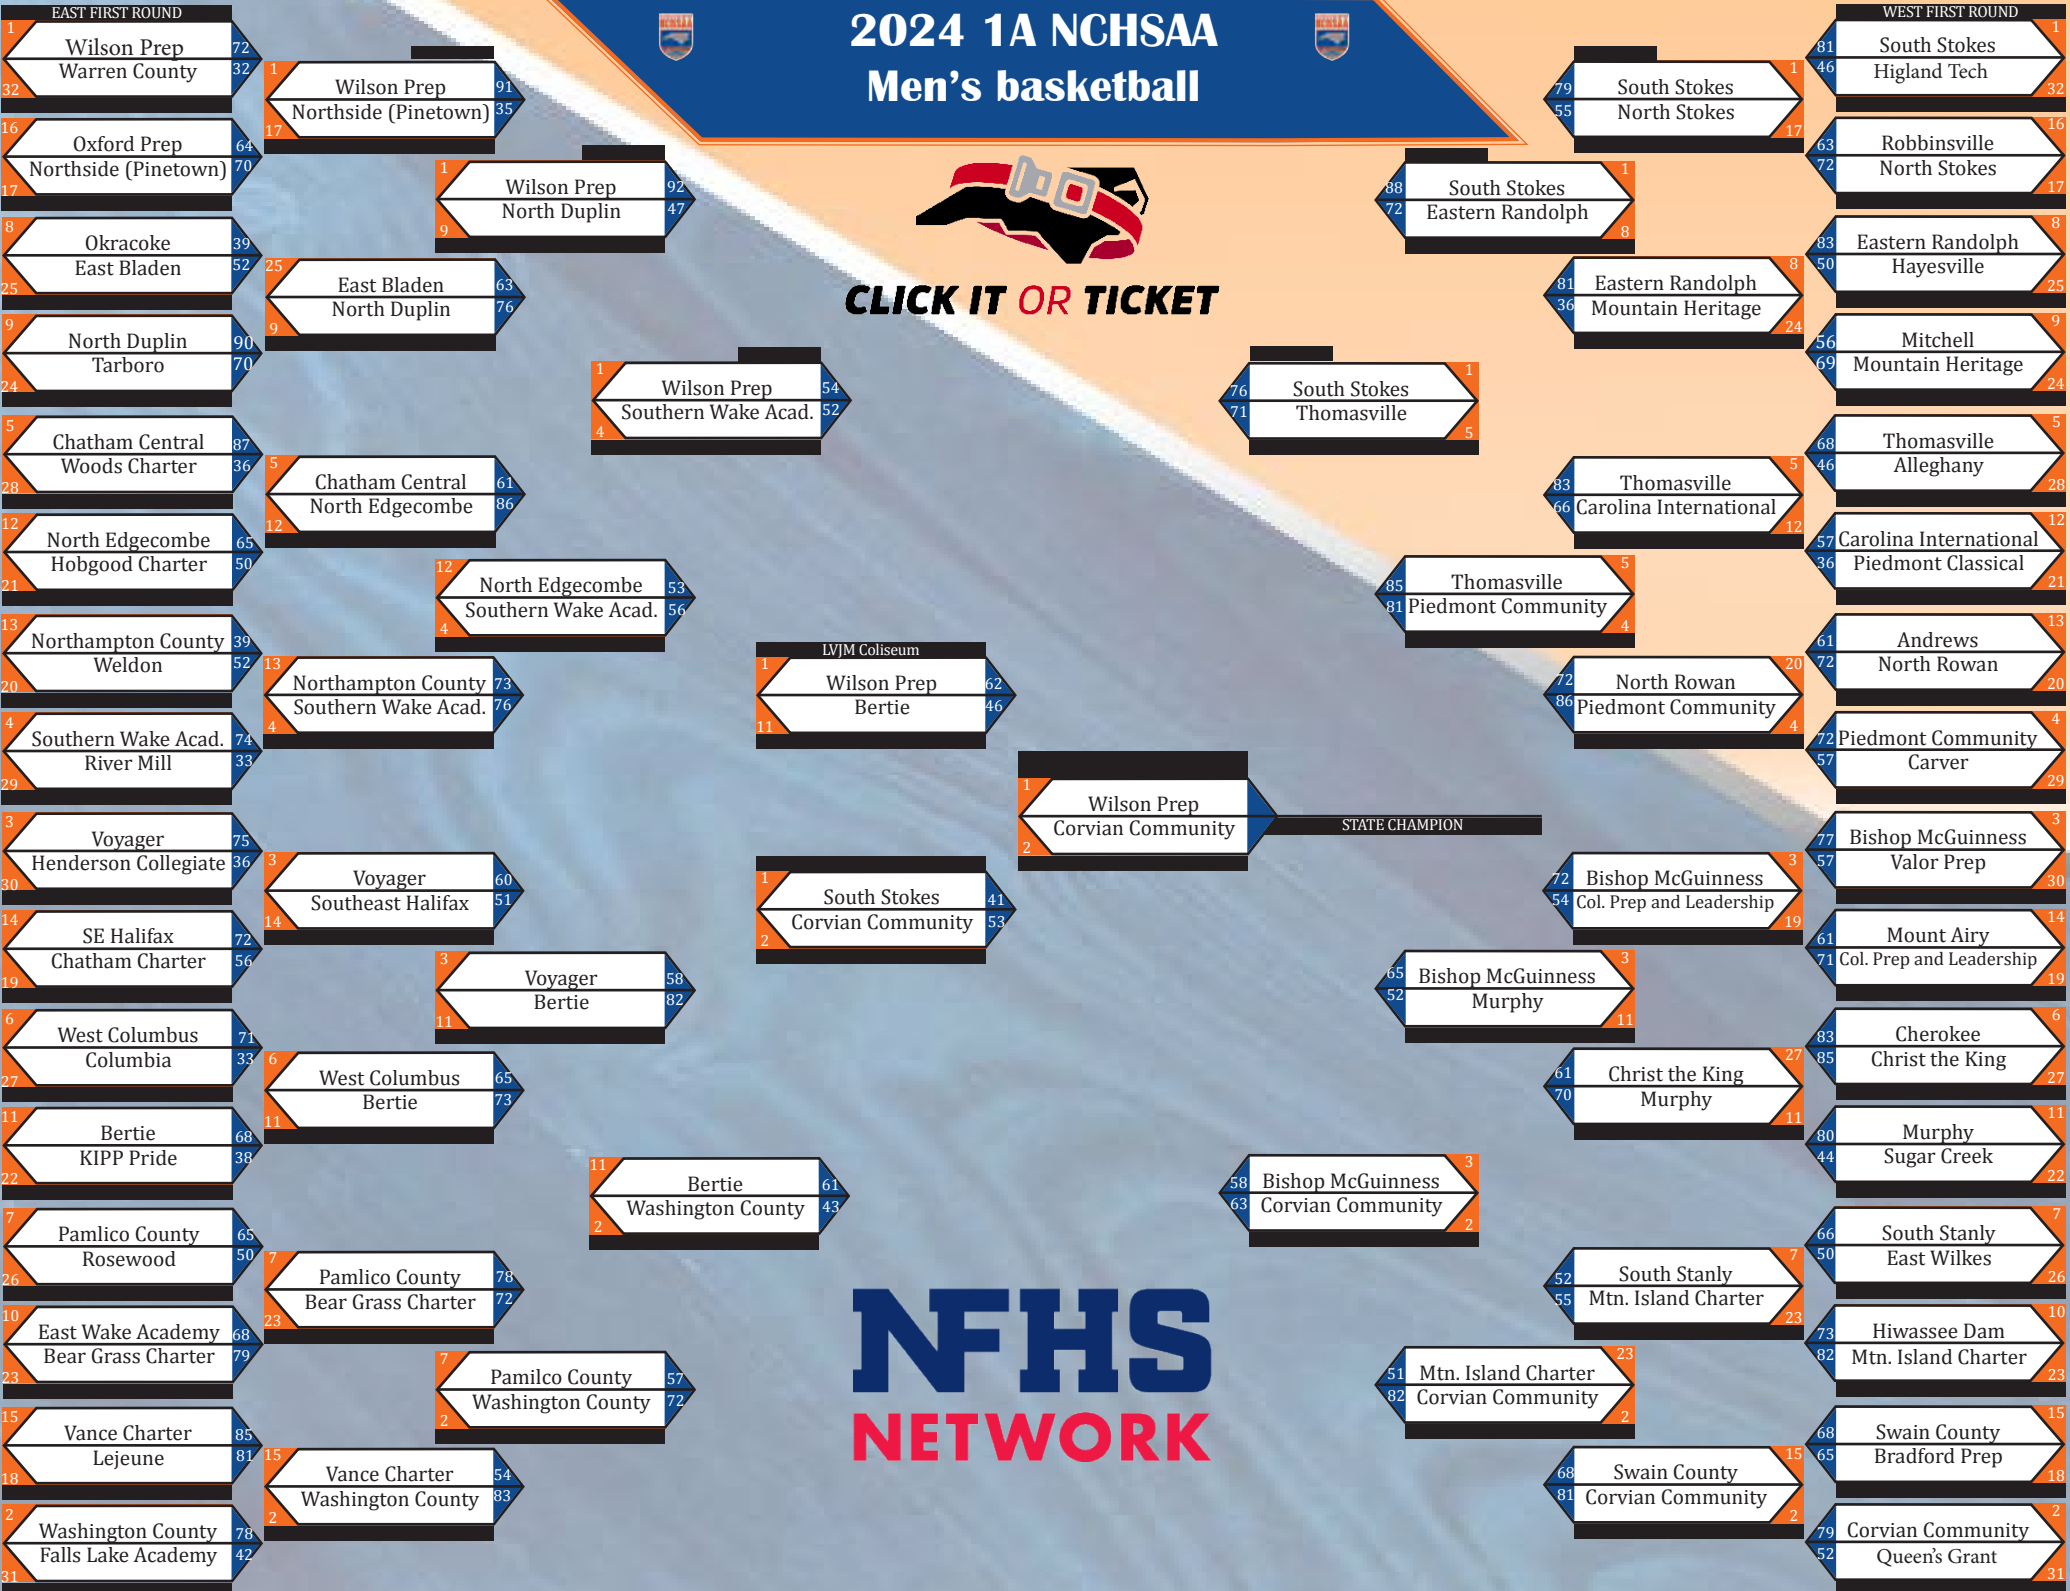 2024 1A NCHSAA
Men's basketball
CLICK IT OR TICKET
EAST FIRST ROUND
1
Wilson Prep 72
Warren County 32
32
16
Oxford Prep 64
Northside (Pinetown) 70
17
8
Okracoke 39
East Bladen 52
25
9
North Duplin 90
Tarboro 70
24
5
Chatham Central 87
Woods Charter 36
28
12
North Edgecombe 65
Hobgood Charter 50
21
13
Northampton County 39
Weldon 52
20
4
Southern Wake Acad. 74
River Mill 33
29
3
Voyager 75
Henderson Collegiate 36
30
14
SE Halifax 72
Chatham Charter 56
19
6
West Columbus 71
Columbia 33
27
11
Bertie 68
KIPP Pride 38
22
7
Pamlico County 65
Rosewood 50
26
10
East Wake Academy 68
Bear Grass Charter 79
23
15
Vance Charter 85
Lejeune 81
18
2
Washington County 78
Falls Lake Academy 42
31
1
Wilson Prep 91
Northside (Pinetown) 35
17
25
East Bladen 63
North Duplin 76
9
5
Chatham Central 61
North Edgecombe 86
12
13
Northampton County 73
Southern Wake Acad. 76
4
3
Voyager 60
Southeast Halifax 51
14
6
West Columbus 65
Bertie 73
11
7
Pamlico County 78
Bear Grass Charter 72
23
15
Vance Charter 54
Washington County 83
2
1
Wilson Prep 92
North Duplin 47
9
12
North Edgecombe 53
Southern Wake Acad. 56
4
3
Voyager 58
Bertie 82
11
7
Pamilco County 57
Washington County 72
2
1
Wilson Prep 54
Southern Wake Acad. 52
4
11
Bertie 61
Washington County 43
2
LVJM Coliseum
1
Wilson Prep 62
Bertie 46
11
1
South Stokes 41
Corvian Community 53
2
1
Wilson Prep
Corvian Community
2
STATE CHAMPION
1
76 South Stokes
71 Thomasville
5
3
58 Bishop McGuinness
63 Corvian Community
2
1
88 South Stokes
72 Eastern Randolph
8
5
85 Thomasville
81 Piedmont Community
4
3
65 Bishop McGuinness
52 Murphy
11
23
51 Mtn. Island Charter
82 Corvian Community
2
1
79 South Stokes
55 North Stokes
17
8
81 Eastern Randolph
36 Mountain Heritage
24
5
83 Thomasville
66 Carolina International
12
20
72 North Rowan
86 Piedmont Community
4
3
72 Bishop McGuinness
54 Col. Prep and Leadership
19
27
61 Christ the King
70 Murphy
11
7
52 South Stanly
55 Mtn. Island Charter
23
15
68 Swain County
81 Corvian Community
2
WEST FIRST ROUND
1
81 South Stokes
46 Higland Tech
32
16
63 Robbinsville
72 North Stokes
17
8
83 Eastern Randolph
50 Hayesville
25
9
56 Mitchell
69 Mountain Heritage
24
5
68 Thomasville
46 Alleghany
28
12
57 Carolina International
36 Piedmont Classical
21
13
61 Andrews
72 North Rowan
20
4
72 Piedmont Community
57 Carver
29
3
77 Bishop McGuinness
57 Valor Prep
30
14
61 Mount Airy
71 Col. Prep and Leadership
19
6
83 Cherokee
85 Christ the King
27
11
80 Murphy
44 Sugar Creek
22
7
66 South Stanly
50 East Wilkes
26
10
73 Hiwassee Dam
82 Mtn. Island Charter
23
15
68 Swain County
65 Bradford Prep
18
2
79 Corvian Community
52 Queen's Grant
31
NFHS
NETWORK